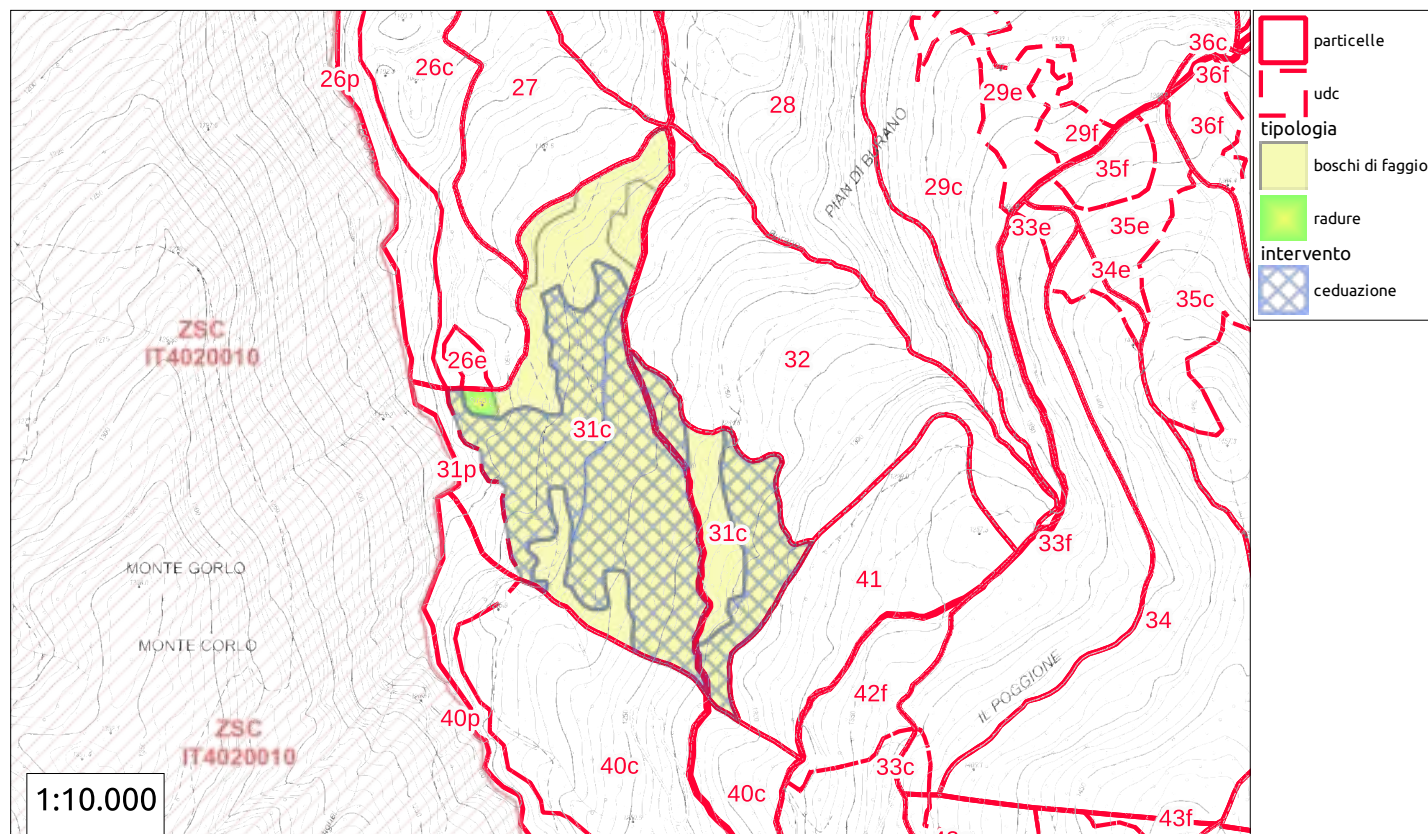 26p
26c
27
28
PIAN DI BURANO
29e
29f
29c
36c
36f
36f
35f
33e
35e
34e
35c
ZSC
IT4020010
26e
32
31c
31p
31c
33f
41
34
MONTE GORLO
MONTE CORLO
IL POGGIONE
42f
40p
ZSC
IT4020010
40c
40c
33c
43f
1:10.000
particelle
udc
tipologia
boschi di faggio
radure
intervento
ceduazione